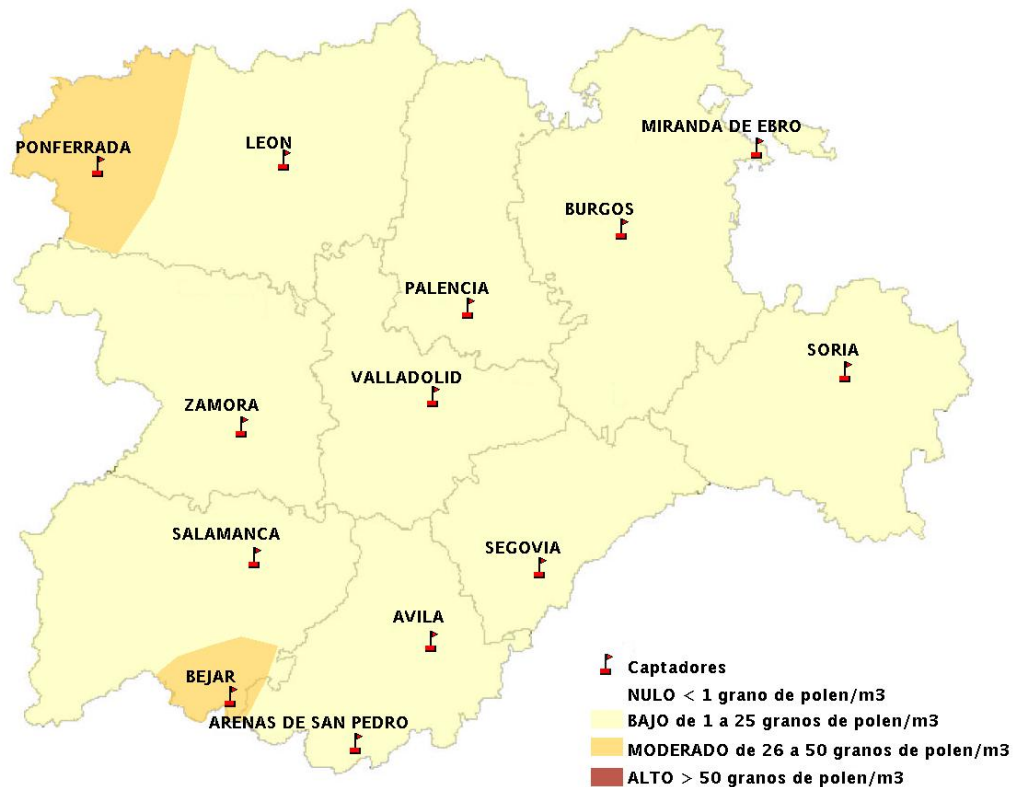 MIRANDA DE EBRO
PONFERRADA
LEON
BURGOS
PALENCIA
SORIA
VALLADOLID
ZAMORA
SALAMANCA
SEGOVIA
AVILA
BEJAR
ARENAS DE SAN PEDRO
Captadores
NULO < 1 grano de polen/m3
BAJO de 1 a 25 granos de polen/m3
MODERADO de 26 a 50 granos de polen/m3
ALTO > 50 granos de polen/m3